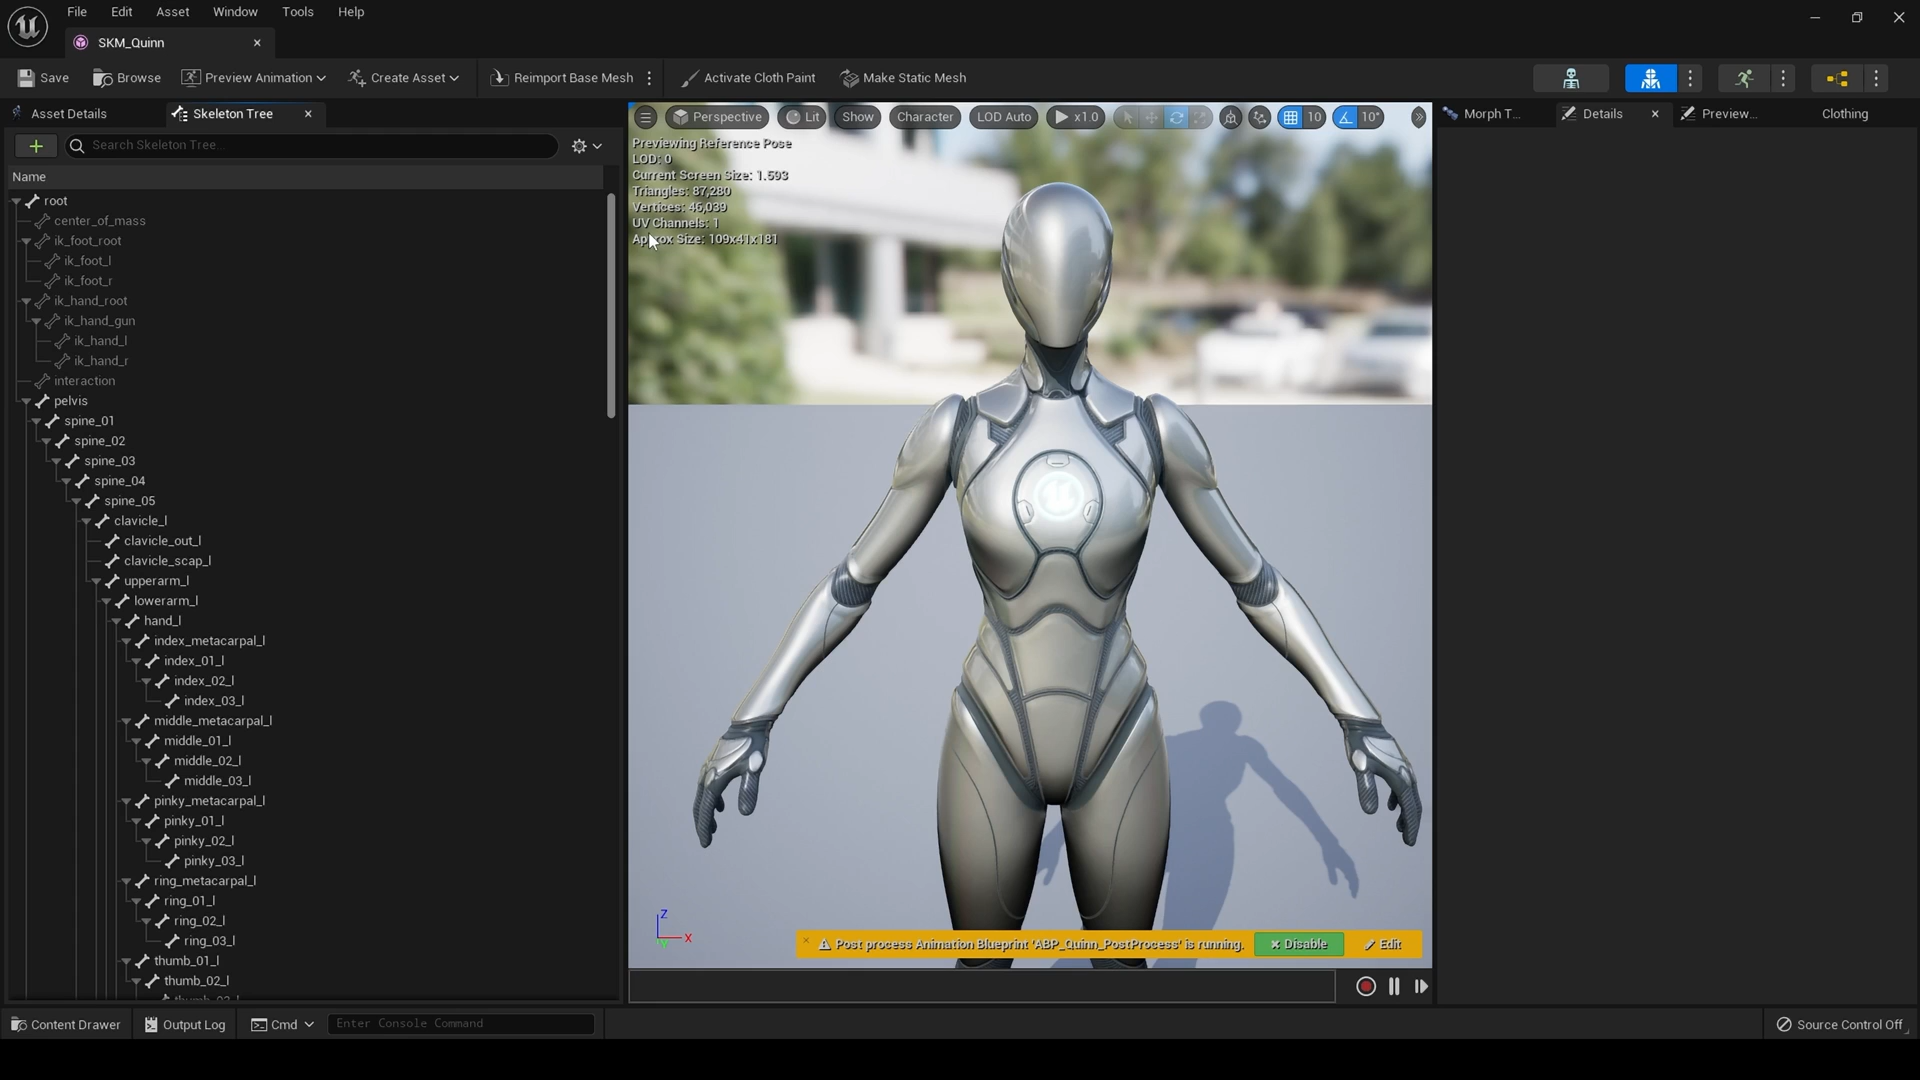 File Edit Asset Window Tools Help
SKM_Quinn
Save Browse Preview Animation Create Asset Reimport Base Mesh Activate Cloth Paint Make Static Mesh
Asset Details Skeleton Tree
Perspective Lit Show Character LOD Auto x1.0 10 10°
Morph T... Details Preview... Clothing
Search Skeleton Tree...
Name
root
center_of_mass
ik_foot_root
ik_foot_l
ik_foot_r
ik_hand_root
ik_hand_gun
ik_hand_l
ik_hand_r
interaction
pelvis
spine_01
spine_02
spine_03
spine_04
spine_05
clavicle_l
clavicle_out_l
clavicle_scap_l
upperarm_l
lowerarm_l
hand_l
index_metacarpal_l
index_01_l
index_02_l
index_03_l
middle_metacarpal_l
middle_01_l
middle_02_l
middle_03_l
pinky_metacarpal_l
pinky_01_l
pinky_02_l
pinky_03_l
ring_metacarpal_l
ring_01_l
ring_02_l
ring_03_l
thumb_01_l
thumb_02_l
Previewing Reference Pose
LOD: 0
Current Screen Size: 1.593
Triangles: 87,280
Vertices: 46,039
UV Channels: 1
Approx Size: 109x41x181
Z
X
Y
Post process Animation Blueprint 'ABP_Quinn_PostProcess' is running. Disable Edit
Content Drawer Output Log Cmd Enter Console Command Source Control Off